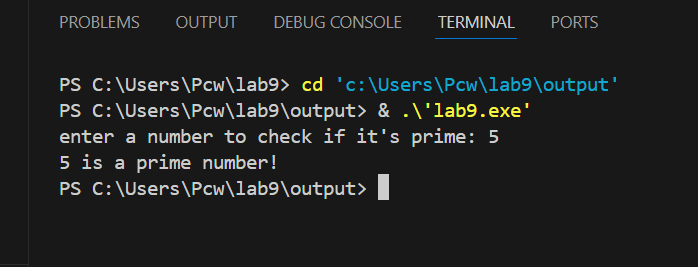 PROBLEMS OUTPUT DEBUG CONSOLE TERMINAL PORTS
PS C:\Users\Pcw\lab9> cd 'c:\Users\Pcw\lab9\output'
PS C:\Users\Pcw\lab9\output> & .\'lab9.exe'
enter a number to check if it's prime: 5
5 is a prime number!
PS C:\Users\Pcw\lab9\output>